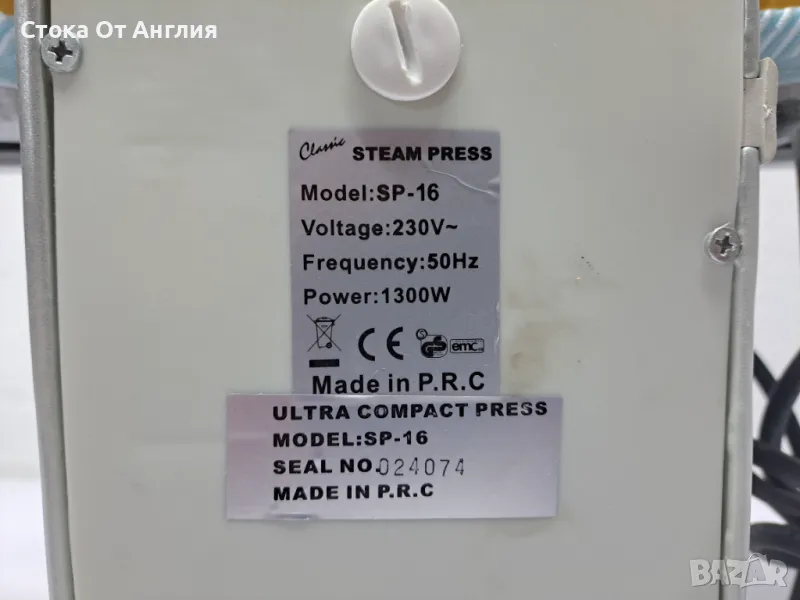 Стока От Англия
Classic STEAM PRESS
Model:SP-16
Voltage:230V~
Frequency:50Hz
Power:1300W
CE
emc
Made in P.R.C
ULTRA COMPACT PRESS
MODEL:SP-16
SEAL NO.024074
MADE IN P.R.C
BAZAR